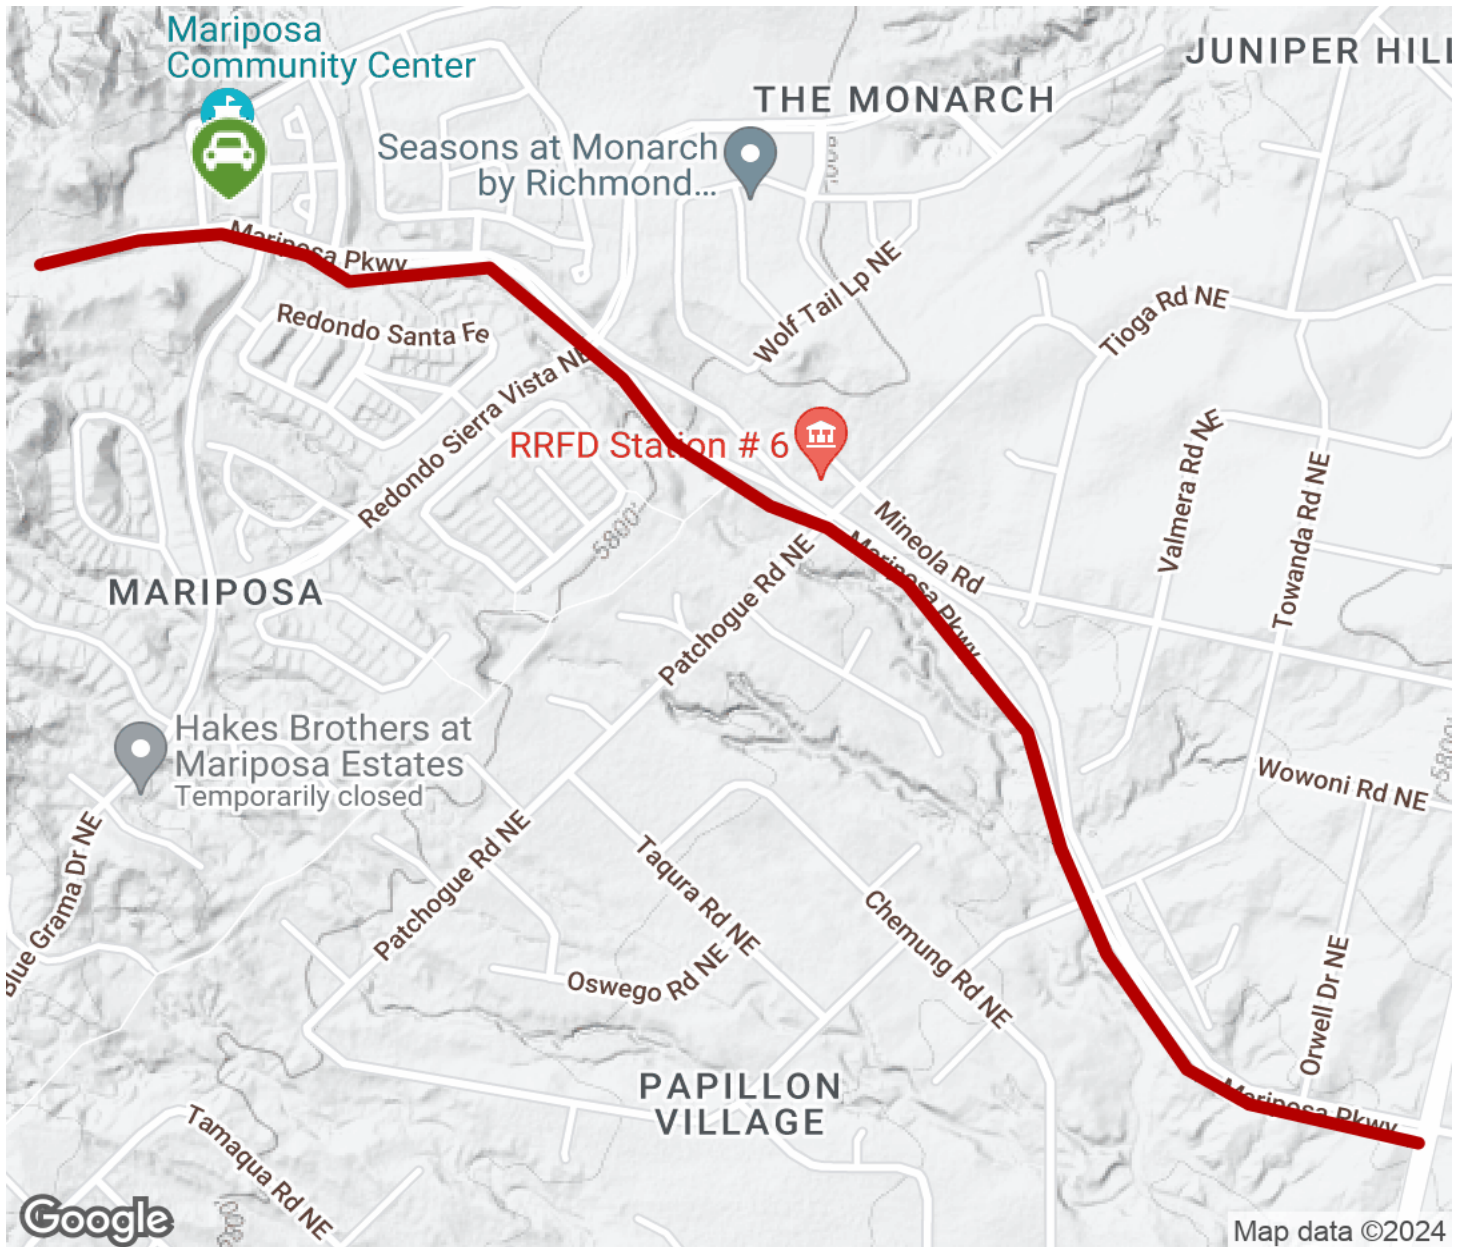 Mariposa
Community Center
JUNIPER HILL
THE MONARCH
Seasons at Monarch
by Richmond...
Mariposa Pkwy
Wolf Tail Lp NE
Tioga Rd NE
Redondo Santa Fe
Redondo Sierra Vista NE
RRFD Station # 6
Valmera Rd NE
Towanda Rd NE
Mineola Rd
5800'
Mariposa Pkwy
MARIPOSA
Patchogue Rd NE
Hakes Brothers at
Mariposa Estates
Temporarily closed
Wowoni Rd NE
5800'
Blue Grama Dr NE
Patchogue Rd NE
Taqura Rd NE
Chemung Rd NE
Oswego Rd NE
Orwell Dr NE
PAPILLON
VILLAGE
Mariposa Pkwy
Tamaqua Rd NE
Google
Map data ©2024